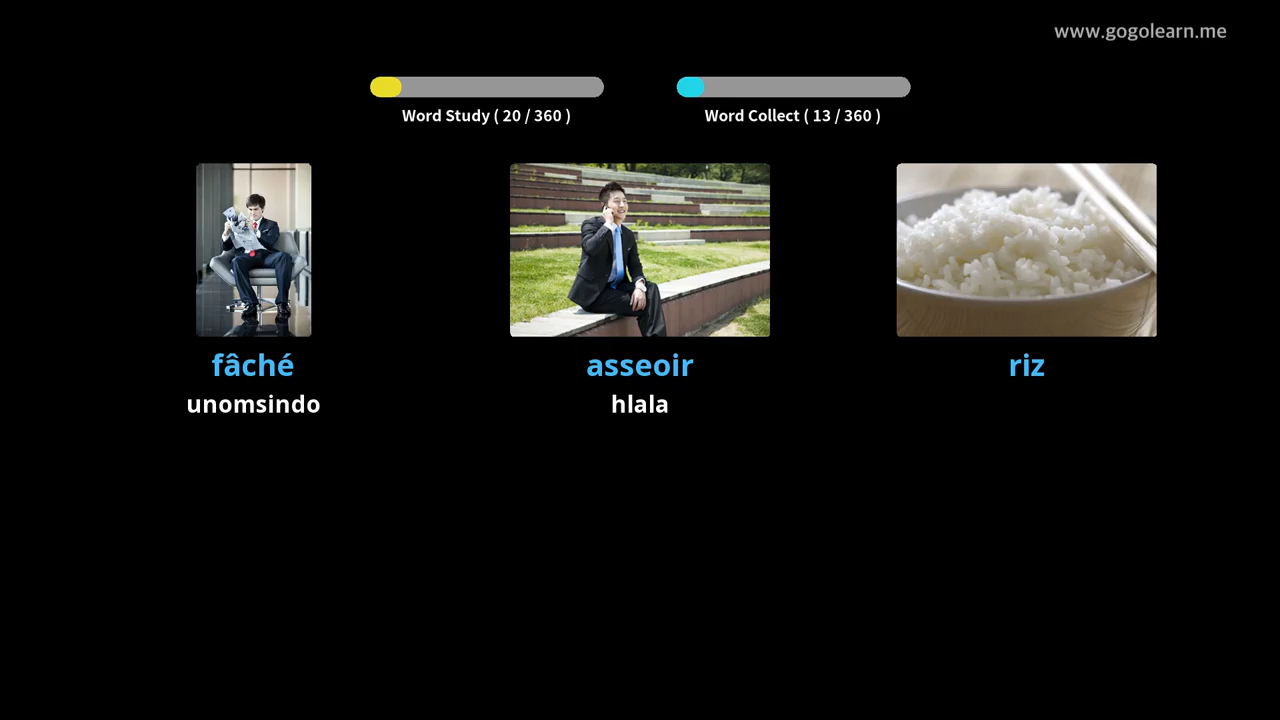 www.gogolearn.me
Word Study ( 20 / 360 )
Word Collect ( 13 / 360 )
fâché
asseoir
riz
unomsindo
hlala